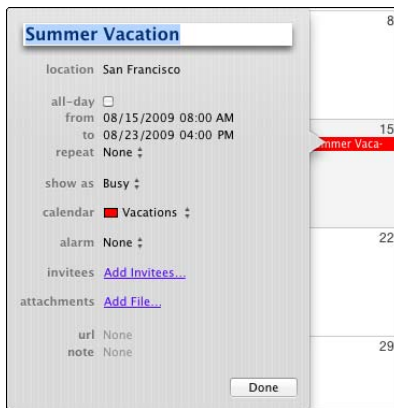 Summer Vacation
location San Francisco
all-day
from 08/15/2009 08:00 AM
to 08/23/2009 04:00 PM
repeat None
show as Busy
calendar Vacations
alarm None
invitees Add Invitees...
attachments Add File...
url None
note None
Done
8
15
mmer Vaca-
22
29